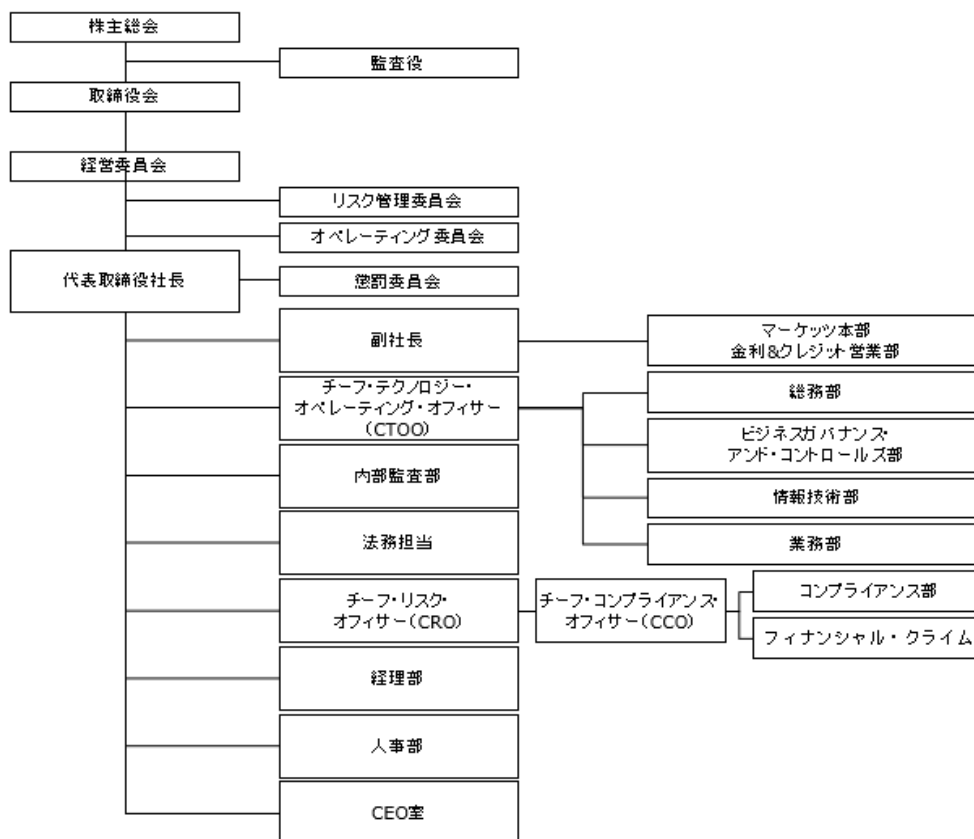 株主総会
監査役
取締役会
経営委員会
リスク管理委員会
オペレーティング委員会
代表取締役社長
懲罰委員会
副社長
マーケッツ本部
金利&クレジット営業部
チーフ・テクノロジー・
オペレーティング・オフィサー
(CTOO)
総務部
ビジネスガバナンス・
アンド・コントロールズ部
情報技術部
業務部
内部監査部
法務担当
チーフ・リスク・
オフィサー(CRO)
チーフ・コンプライアンス・
オフィサー(CCO)
コンプライアンス部
フィナンシャル・クライム
経理部
人事部
CEO室